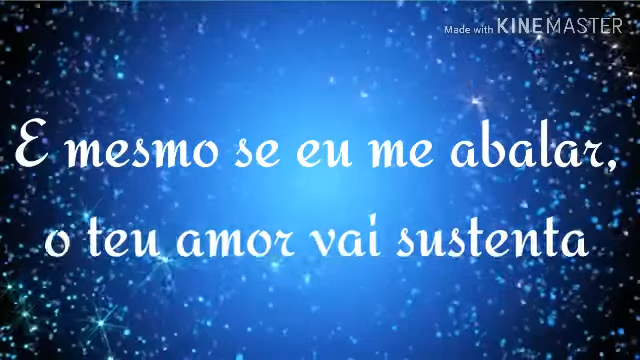 Made with KINEMASTER
E mesmo se eu me abalar,
o teu amor vai sustenta